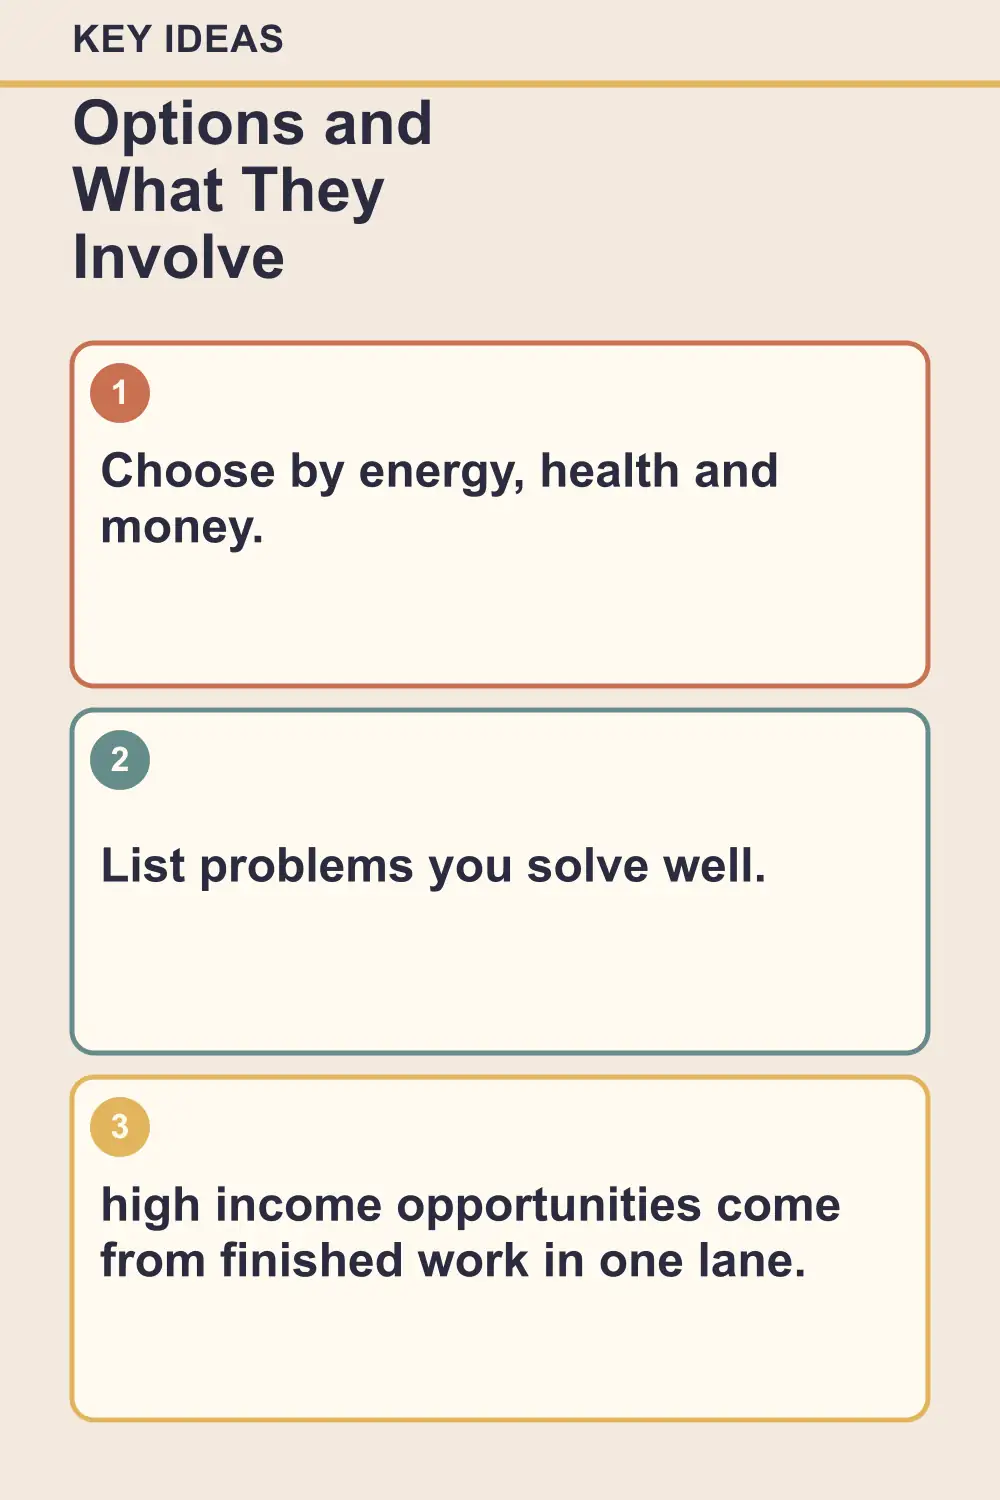 KEY IDEAS
Options and
What They
Involve
1
Choose by energy, health and
money.
2
List problems you solve well.
3
high income opportunities come
from finished work in one lane.